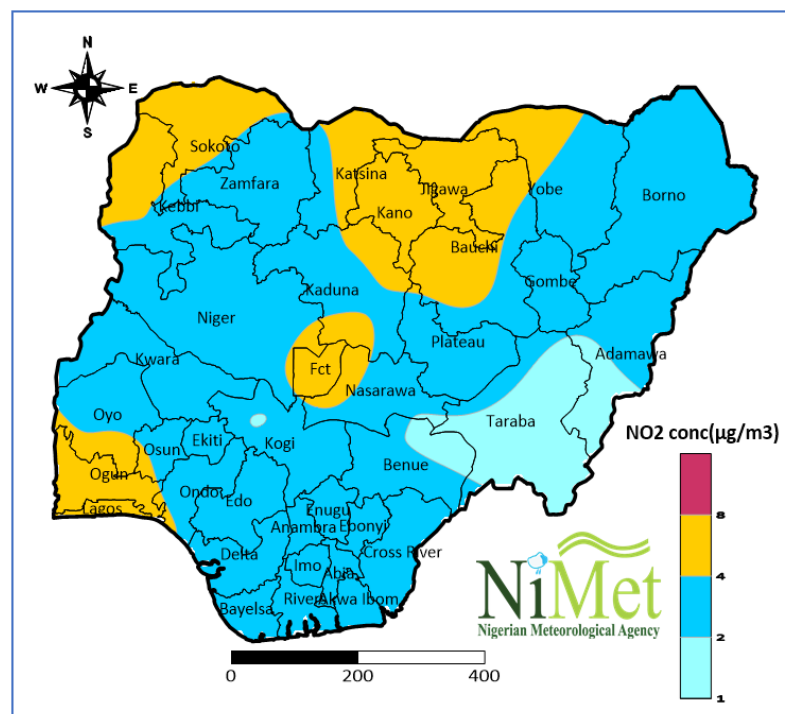 N
W E
S
Sokoto
Katsina
Zamfara
Jigawa
Yobe
Borno
Kebbi
Kano
Bauchi
Gombe
Kaduna
Niger
Plateau
Adamawa
Kwara
Fct
Nasarawa
Taraba
Oyo
Osun
Ekiti
Kogi
Benue
Ogun
Ondo
Edo
Lagos
Enugu
Anambra
Ebonyi
Delta
Cross River
Imo
Abia
Bayelsa
Rivers
Akwa Ibom
NO2 conc(µg/m3)
8
4
2
1
NiMet
Nigerian Meteorological Agency
0 200 400